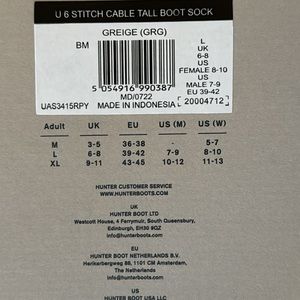 U 6 STITCH CABLE TALL BOOT SOCK
GREIGE (GRG)
BM
L
UK
6-8
US
FEMALE 8-10
US
MALE 7-9
EU 39-42
5 054916 990387
MD/0722
UAS3415RPY
MADE IN INDONESIA
20004712
Adult UK EU US (M) US (W)
M 3-5 36-38 - 5-7
L 6-8 39-42 7-9 8-10
XL 9-11 43-45 10-12 11-13
HUNTER CUSTOMER SERVICE
WWW.HUNTERBOOTS.COM
UK
HUNTER BOOT LTD
Westcott House, 4 Ferrymuir, South Queensbury,
Edinburgh, EH30 9QZ
info@hunterboots.com
EU
HUNTER BOOT NETHERLANDS B.V.
Herikerbergweg 88, 1101 CM Amsterdam,
The Netherlands
info@hunterboots.com
US
HUNTER BOOT USA LLC